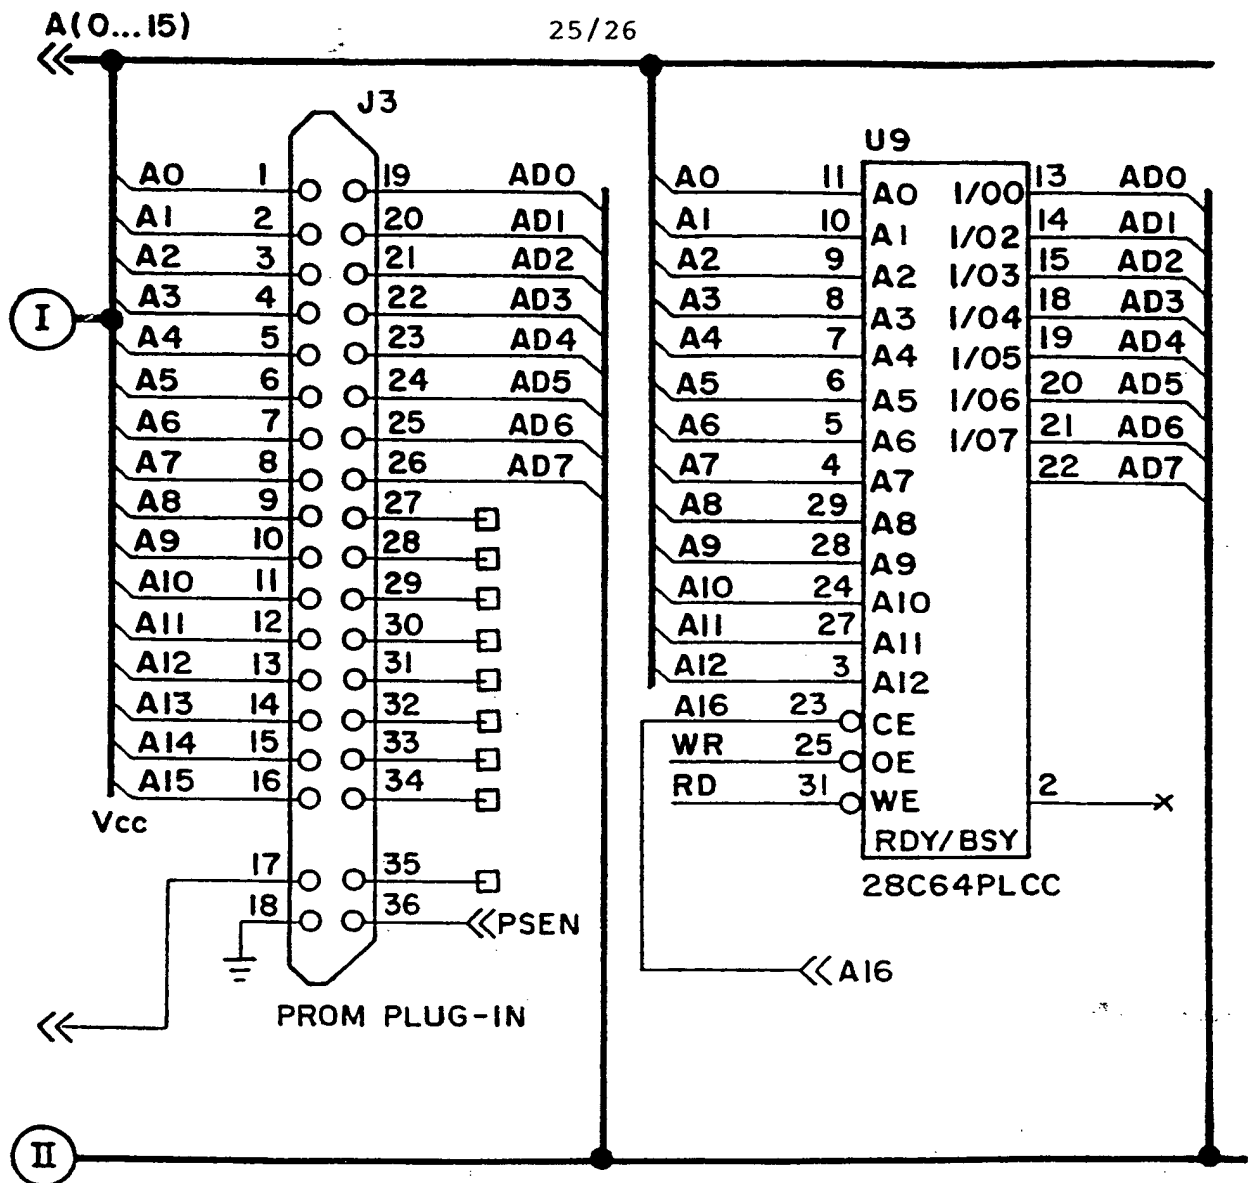 A(0...15)
25/26
J3
A0 1 19 AD0
A1 2 20 AD1
A2 3 21 AD2
A3 4 22 AD3
A4 5 23 AD4
A5 6 24 AD5
A6 7 25 AD6
A7 8 26 AD7
A8 9 27
A9 10 28
A10 11 29
A11 12 30
A12 13 31
A13 14 32
A14 15 33
A15 16 34
Vcc
17 35
18 36 PSEN
PROM PLUG-IN
I
U9
A0 11 A0 I/O0 13 AD0
A1 10 A1 I/O2 14 AD1
A2 9 A2 I/O3 15 AD2
A3 8 A3 I/O4 18 AD3
A4 7 A4 I/O5 19 AD4
A5 6 A5 I/O6 20 AD5
A6 5 A6 I/O7 21 AD6
A7 4 A7 22 AD7
A8 29 A8
A9 28 A9
A10 24 A10
A11 27 A11
A12 3 A12
A16 23 CE
WR 25 OE
RD 31 WE 2
RDY/BSY
28C64PLCC
A16
II